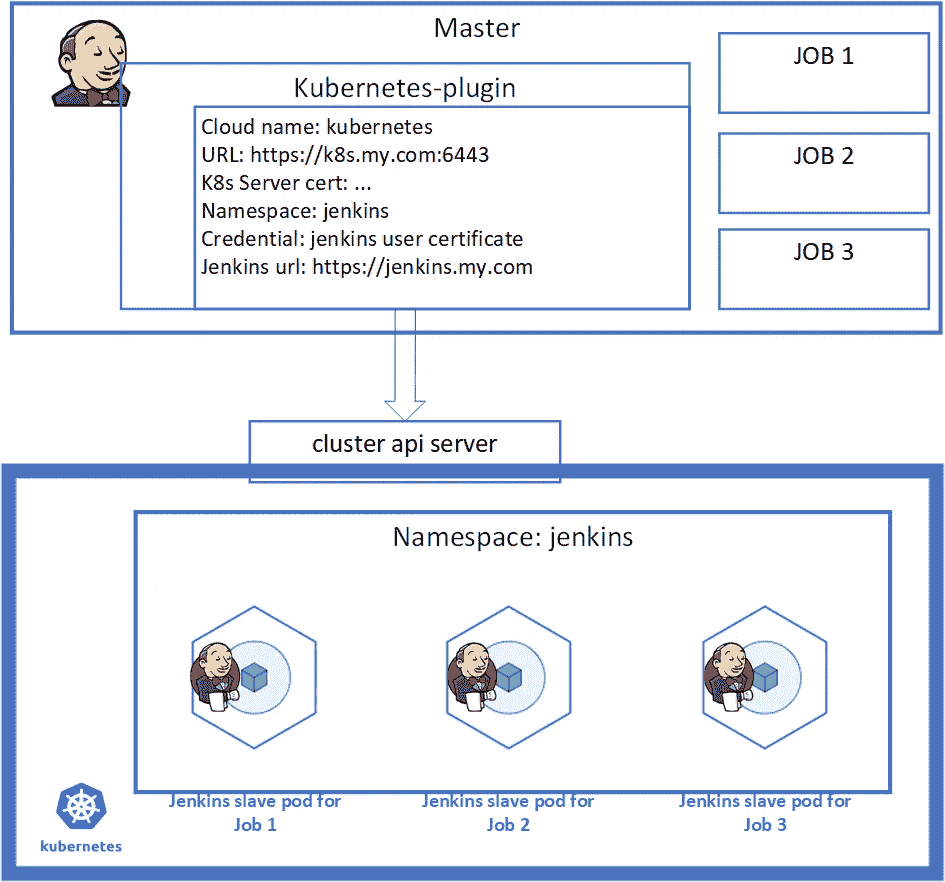 Master
Kubernetes-plugin
Cloud name: kubernetes
URL: https://k8s.my.com:6443
K8s Server cert: ...
Namespace: jenkins
Credential: jenkins user certificate
Jenkins url: https://jenkins.my.com
JOB 1
JOB 2
JOB 3
cluster api server
Namespace: jenkins
Jenkins slave pod for
Job 1
Jenkins slave pod for
Job 2
Jenkins slave pod for
Job 3
kubernetes